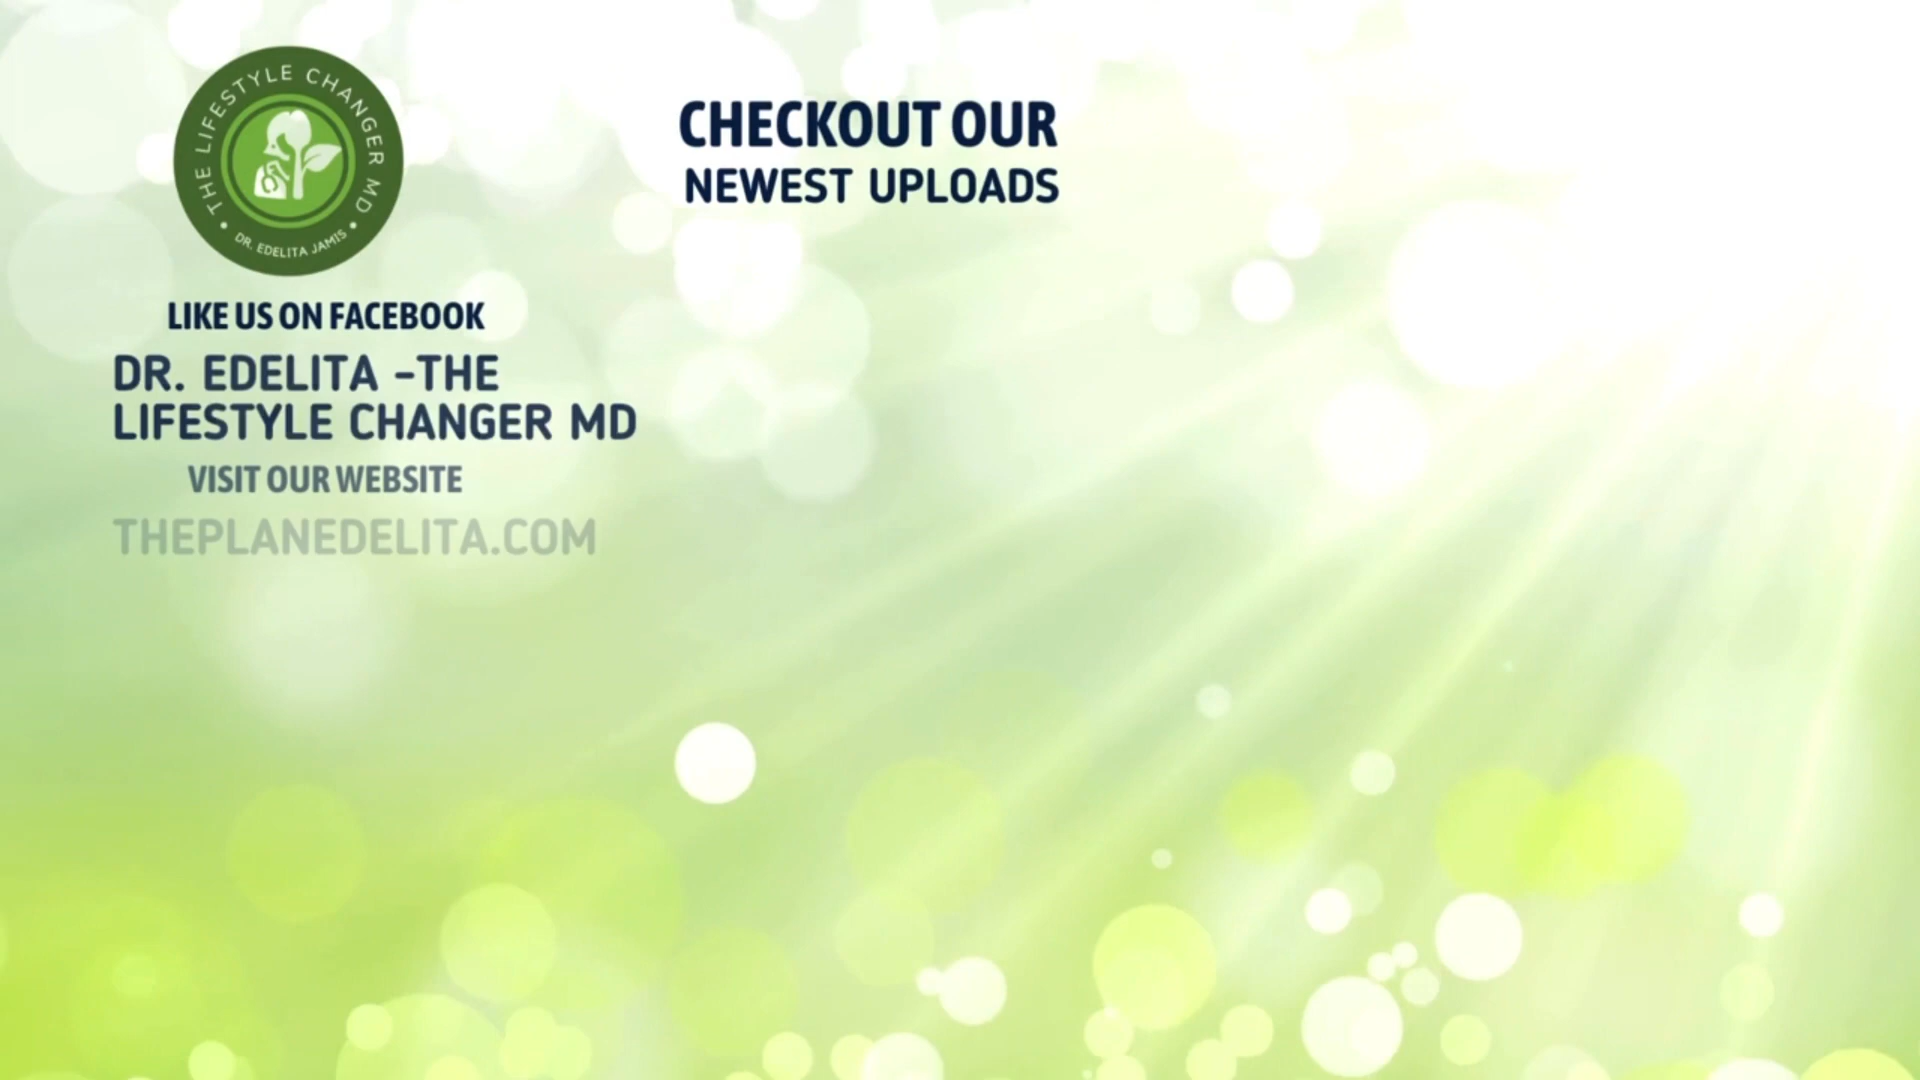 THE LIFESTYLE CHANGER MD
DR. EDELITA JAMIS
LIKE US ON FACEBOOK
DR. EDELITA -THE
LIFESTYLE CHANGER MD
VISIT OUR WEBSITE
THEPLANEDELITA.COM
CHECKOUT OUR
NEWEST UPLOADS